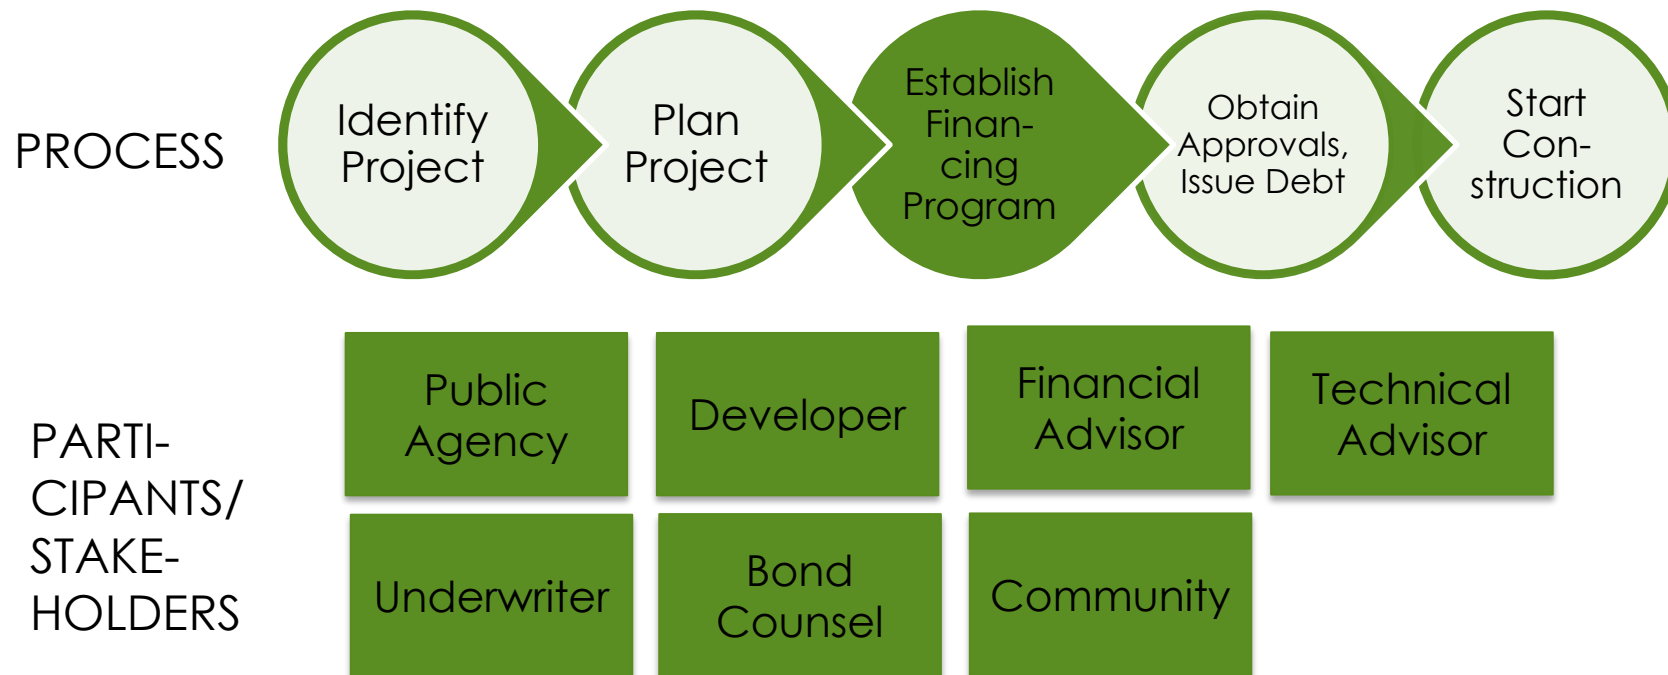 PROCESS
Identify
Project
Plan
Project
Establish
Finan-
cing
Program
Obtain
Approvals,
Issue Debt
Start
Con-
struction
PARTI-
CIPANTS/
STAKE-
HOLDERS
Public
Agency
Developer
Financial
Advisor
Technical
Advisor
Underwriter
Bond
Counsel
Community